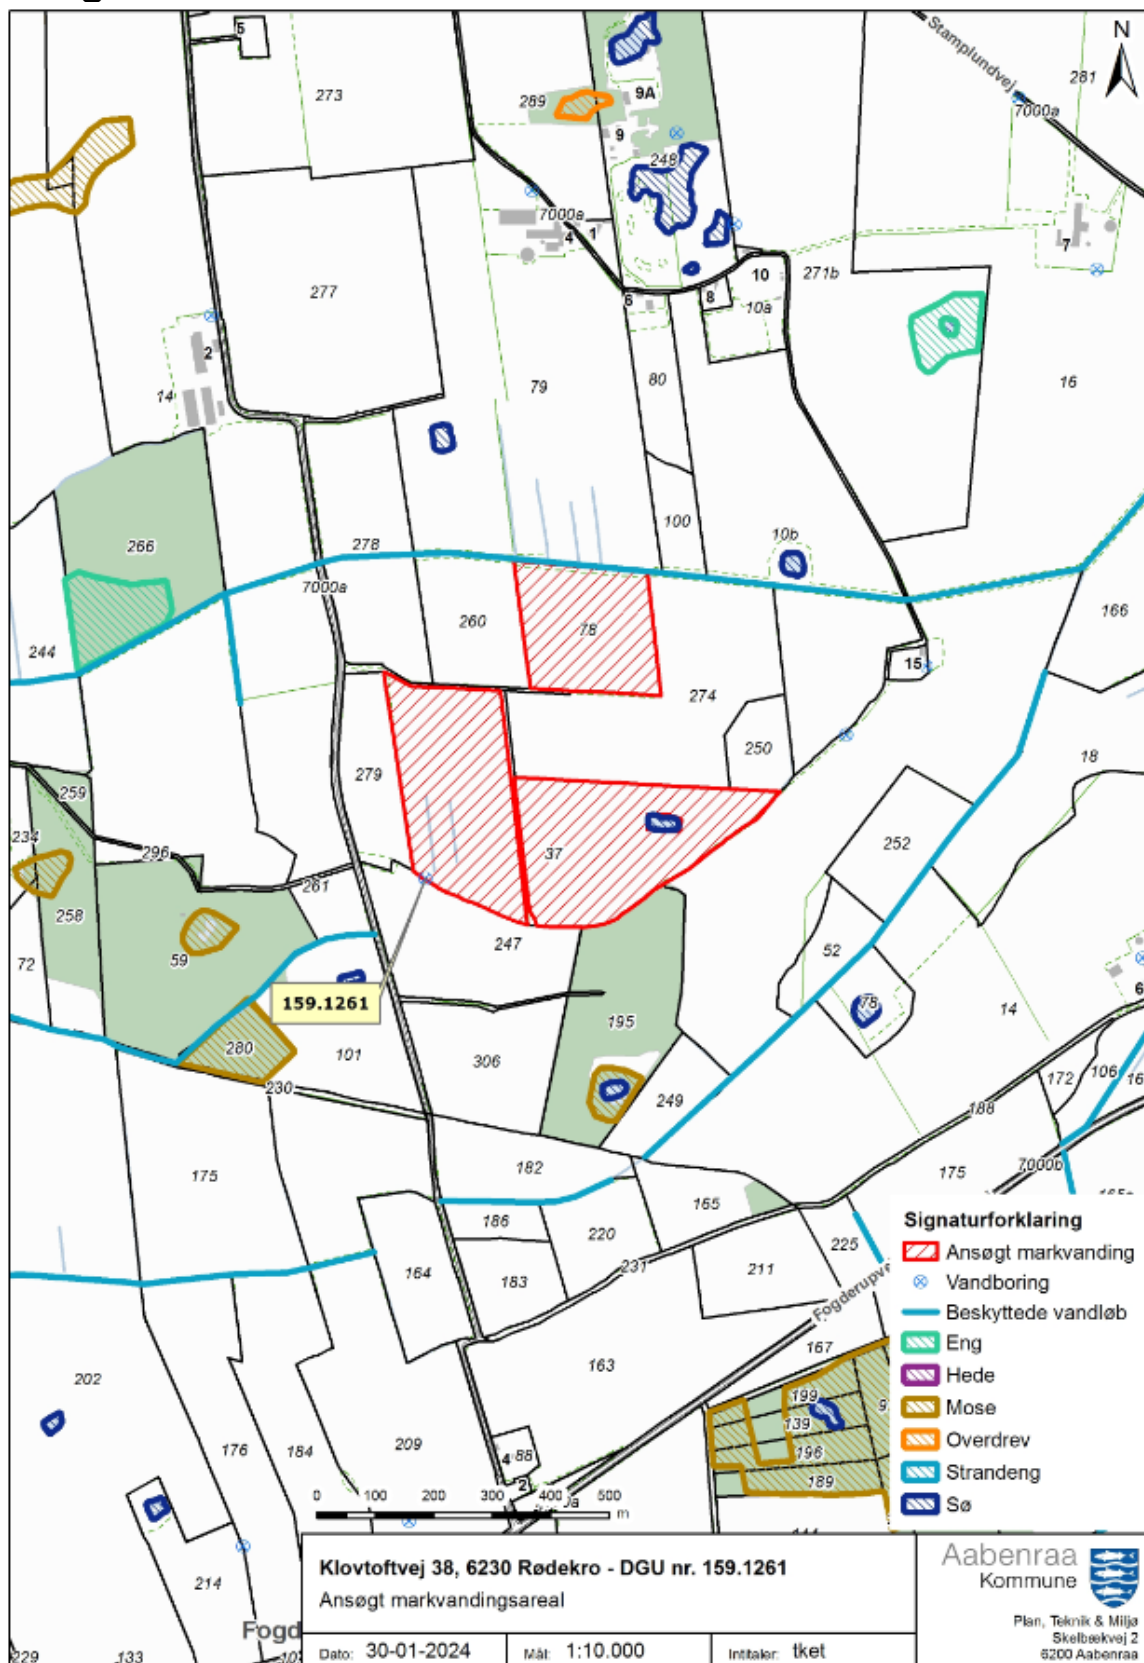 5
273
289
9A
9
248
Stamplundvej
281
7000a
N
7000a
4
1
7
277
6
8
10
10a
271b
2
14
79
80
16
100
10b
266
278
7000a
260
78
274
244
166
15
279
250
18
259
234
296
37
252
261
258
59
247
52
72
159.1261
195
78
14
280
101
306
6
230
249
172
106
188
182
175
175
7000b
165
186
220
225
164
183
231
211
Fogderupve
163
167
202
199
139
97
176
184
209
196
189
4
88
2
214
229
133
Fogd
Signaturforklaring
Ansøgt markvanding
Vandboring
Beskyttede vandløb
Eng
Hede
Mose
Overdrev
Strandeng
Sø
0 100 200 300 400 500
m
Klovtoftvej 38, 6230 Rødekro - DGU nr. 159.1261
Ansøgt markvandingsareal
Dato: 30-01-2024 Mål: 1:10.000 Intitaler: tket
Aabenraa
Kommune
Plan, Teknik & Miljø
Skelbækvej 2
6200 Aabenraa